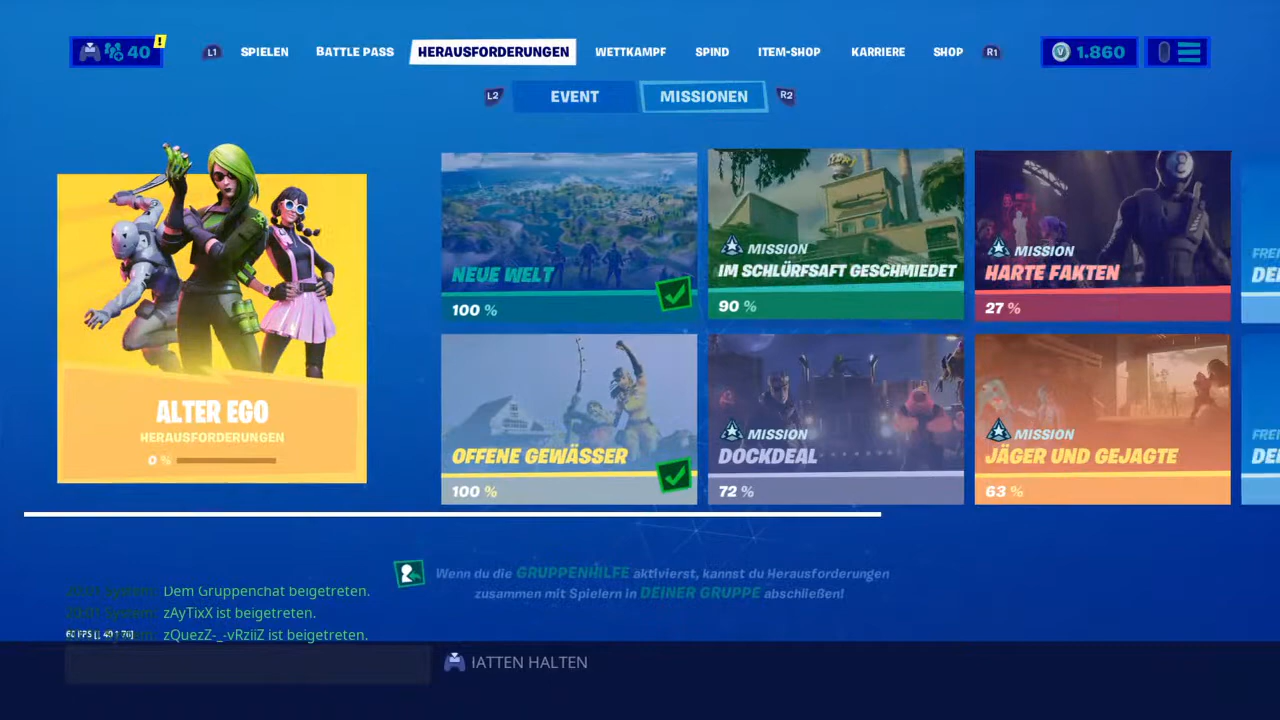 40 !
L1 SPIELEN BATTLE PASS HERAUSFORDERUNGEN WETTKAMPF SPIND ITEM-SHOP KARRIERE SHOP R1
V 1.860
L2 EVENT MISSIONEN R2
ALTER EGO
HERAUSFORDERUNGEN
0 %
NEUE WELT
100 %
MISSION
IM SCHLÜRFSAFT GESCHMIEDET
90 %
MISSION
HARTE FAKTEN
27 %
FREI
OFFENE GEWÄSSER
100 %
MISSION
DOCKDEAL
72 %
MISSION
JÄGER UND GEJAGTE
63 %
FREI
Wenn du die GRUPPENHILFE aktivierst, kannst du Herausforderungen
zusammen mit Spielern in DEINER GRUPPE abschließen!
Dem Gruppenchat beigetreten.
zAyTixX ist beigetreten.
zQuezZ-_-vRziiZ ist beigetreten.
HATTEN HALTEN